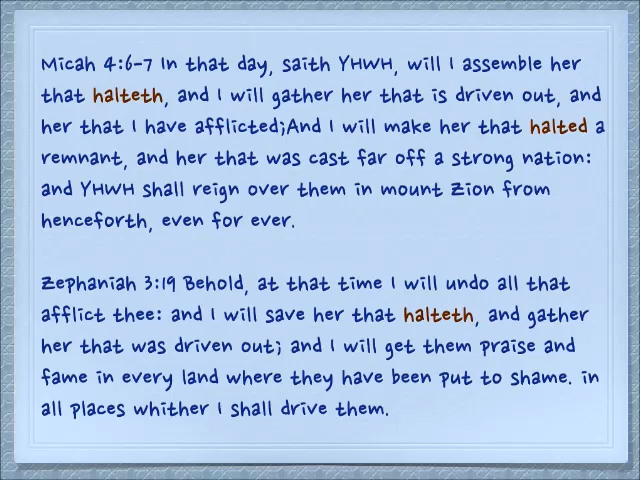 Micah 4:6-7 In that day, saith YHWH, will I assemble her
that halteth, and I will gather her that is driven out, and
her that I have afflicted;And I will make her that halted a
remnant, and her that was cast far off a strong nation:
and YHWH shall reign over them in mount Zion from
henceforth, even for ever.
Zephaniah 3:19 Behold, at that time I will undo all that
afflict thee: and I will save her that halteth, and gather
her that was driven out; and I will get them praise and
fame in every land where they have been put to shame. in
all places whither I shall drive them.